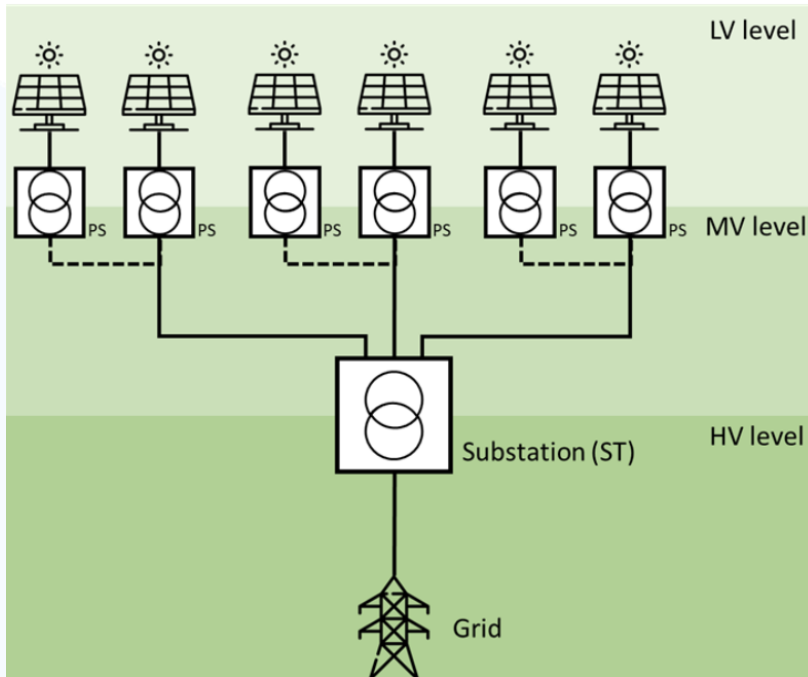 LV level
PS
PS
PS
PS
PS
PS
MV level
HV level
Substation (ST)
Grid